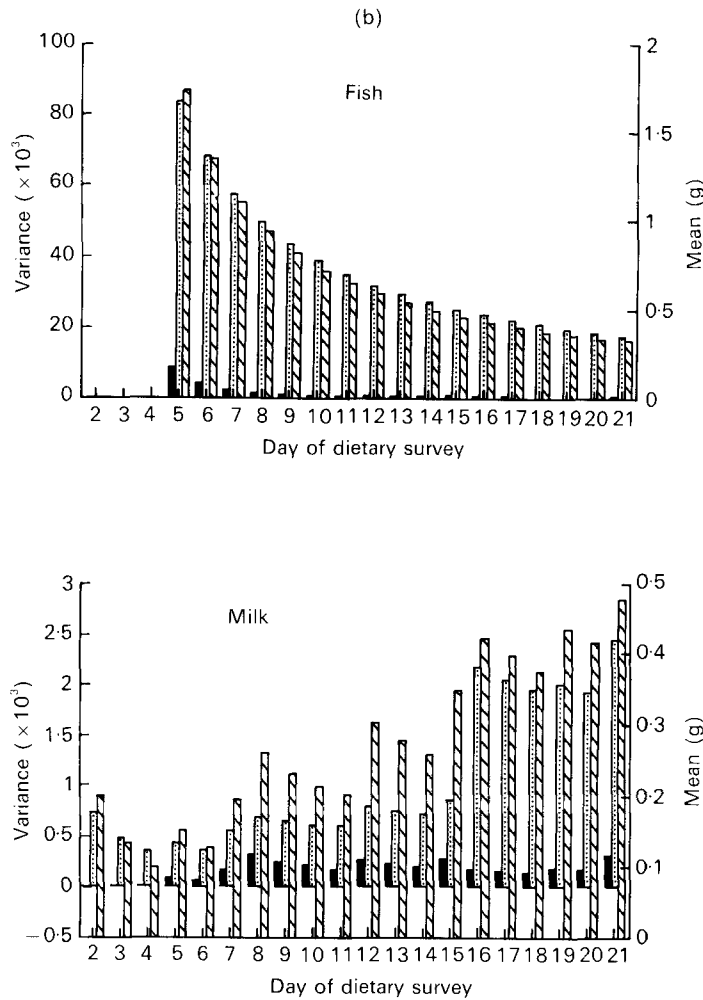 (b)
Fish
Variance (× 10³)
100
80
60
40
20
0
Mean (g)
2
1·5
1
0·5
0
2 3 4 5 6 7 8 9 10 11 12 13 14 15 16 17 18 19 20 21
Day of dietary survey
Milk
Variance (×10³)
3
2·5
2
1·5
1
0·5
0
−0·5
Mean (g)
0·5
0·4
0·3
0·2
0·1
0
2 3 4 5 6 7 8 9 10 11 12 13 14 15 16 17 18 19 20 21
Day of dietary survey